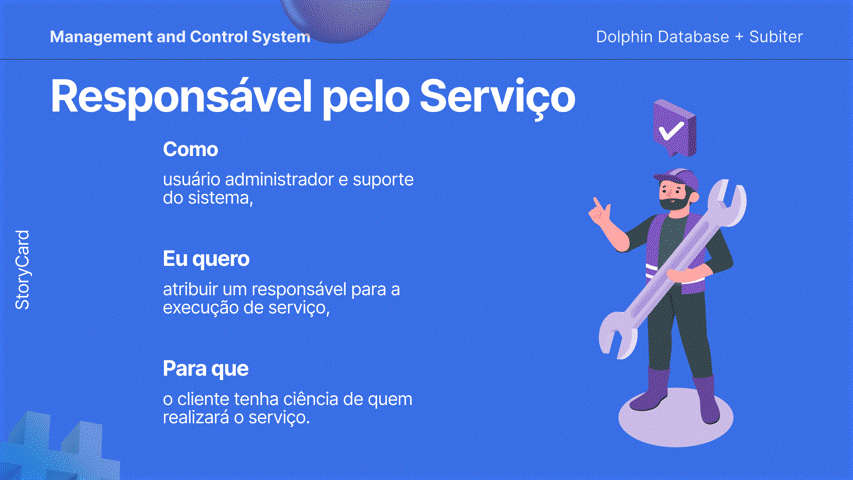 Management and Control System
Dolphin Database + Subiter
Responsável pelo Serviço
Como
usuário administrador e suporte
do sistema,
Eu quero
atribuir um responsável para a
execução de serviço,
Para que
o cliente tenha ciência de quem
realizará o serviço.
StoryCard